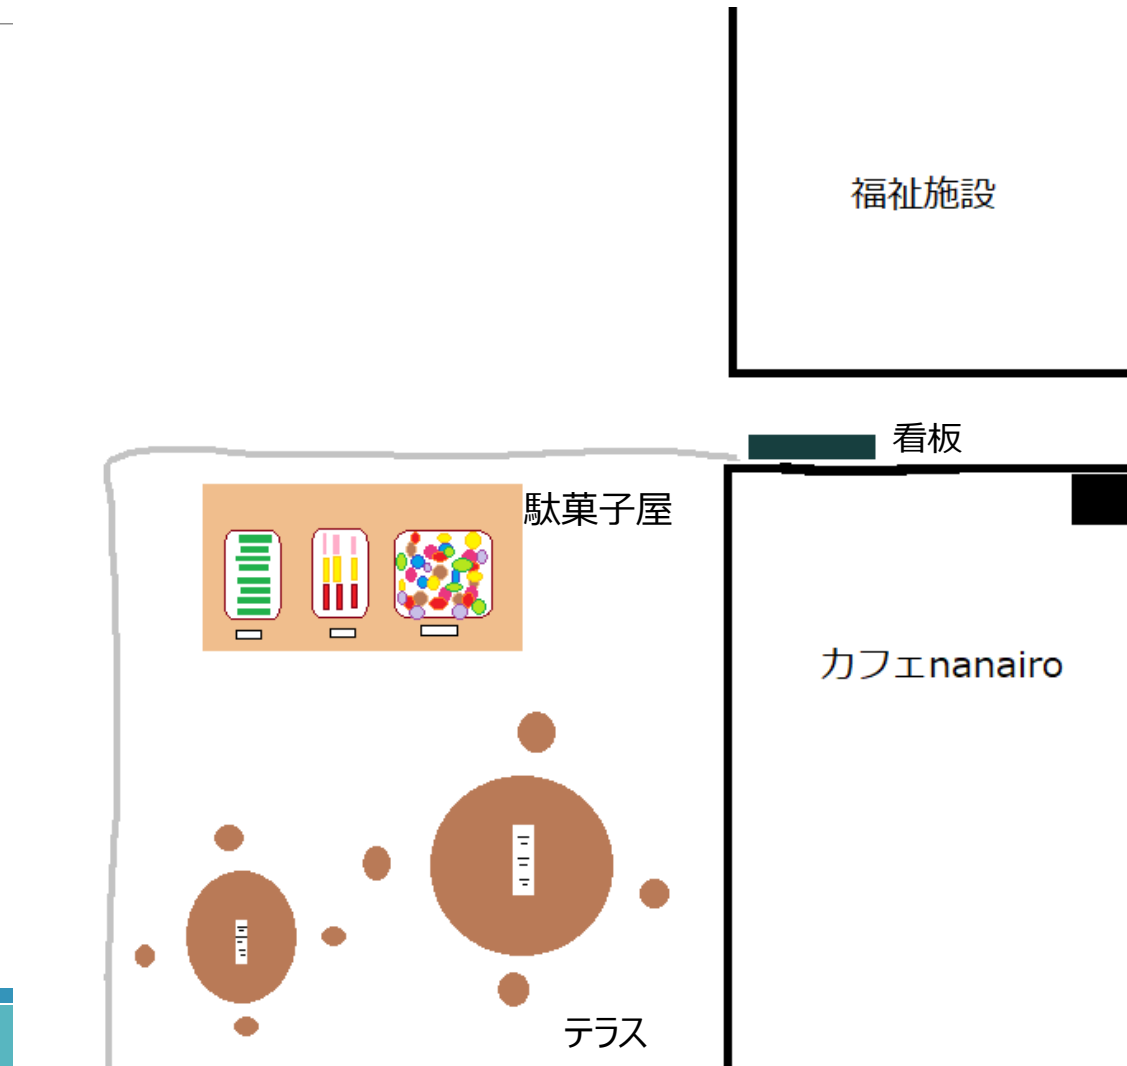 福祉施設
看板
駄菓子屋
カフェnanairo
テラス